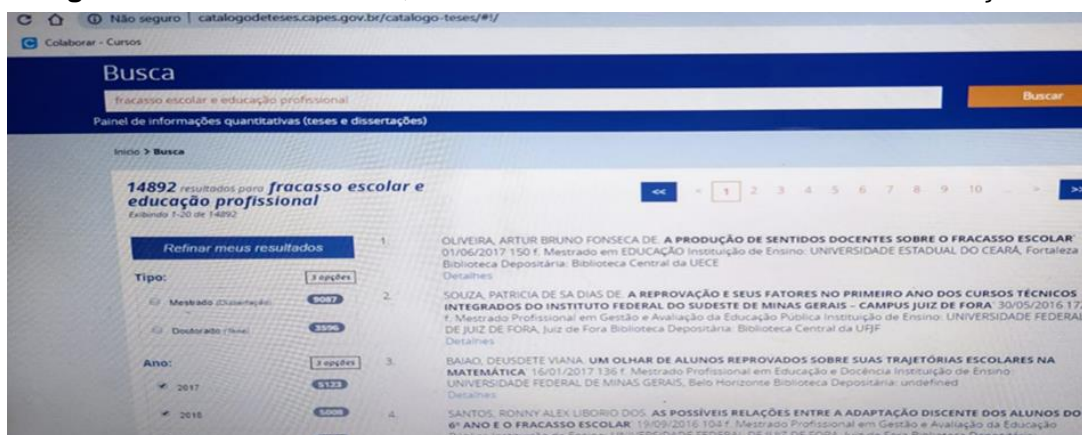 Não seguro | catalogodeteses.capes.gov.br/catalogo-teses/#!/
Colaborar - Cursos
Busca
fracasso escolar e educação profissional
Buscar
Painel de informações quantitativas (teses e dissertações)
Início > Busca
14892 resultados para fracasso escolar e
educação profissional
Exibindo 1-20 de 14892
<< < 1 2 3 4 5 6 7 8 9 10 ... > >>
Refinar meus resultados
Tipo: 3 opções
Mestrado (Dissertação) 9087
Doutorado (Tese) 3596
Ano: 3 opções
2017 5123
2016 5008
1. OLIVEIRA, ARTUR BRUNO FONSECA DE. A PRODUÇÃO DE SENTIDOS DOCENTES SOBRE O FRACASSO ESCOLAR'
01/06/2017 150 f. Mestrado em EDUCAÇÃO Instituição de Ensino: UNIVERSIDADE ESTADUAL DO CEARÁ, Fortaleza
Biblioteca Depositária: Biblioteca Central da UECE
Detalhes
2. SOUZA, PATRICIA DE SA DIAS DE. A REPROVAÇÃO E SEUS FATORES NO PRIMEIRO ANO DOS CURSOS TÉCNICOS
INTEGRADOS DO INSTITUTO FEDERAL DO SUDESTE DE MINAS GERAIS – CAMPUS JUIZ DE FORA' 30/05/2016 17
f. Mestrado Profissional em Gestão e Avaliação da Educação Pública Instituição de Ensino: UNIVERSIDADE FEDERAL
DE JUIZ DE FORA, Juiz de Fora Biblioteca Depositária: Biblioteca Central da UFJF
Detalhes
3. BAIAO, DEUSDETE VIANA. UM OLHAR DE ALUNOS REPROVADOS SOBRE SUAS TRAJETÓRIAS ESCOLARES NA
MATEMÁTICA' 16/01/2017 136 f. Mestrado Profissional em Educação e Docência Instituição de Ensino:
UNIVERSIDADE FEDERAL DE MINAS GERAIS, Belo Horizonte Biblioteca Depositária: undefined
Detalhes
4. SANTOS, RONNY ALEX LIBORIO DOS. AS POSSÍVEIS RELAÇÕES ENTRE A ADAPTAÇÃO DISCENTE DOS ALUNOS DO
6º ANO E O FRACASSO ESCOLAR' 19/09/2016 104 f. Mestrado Profissional em Gestão e Avaliação da Educação